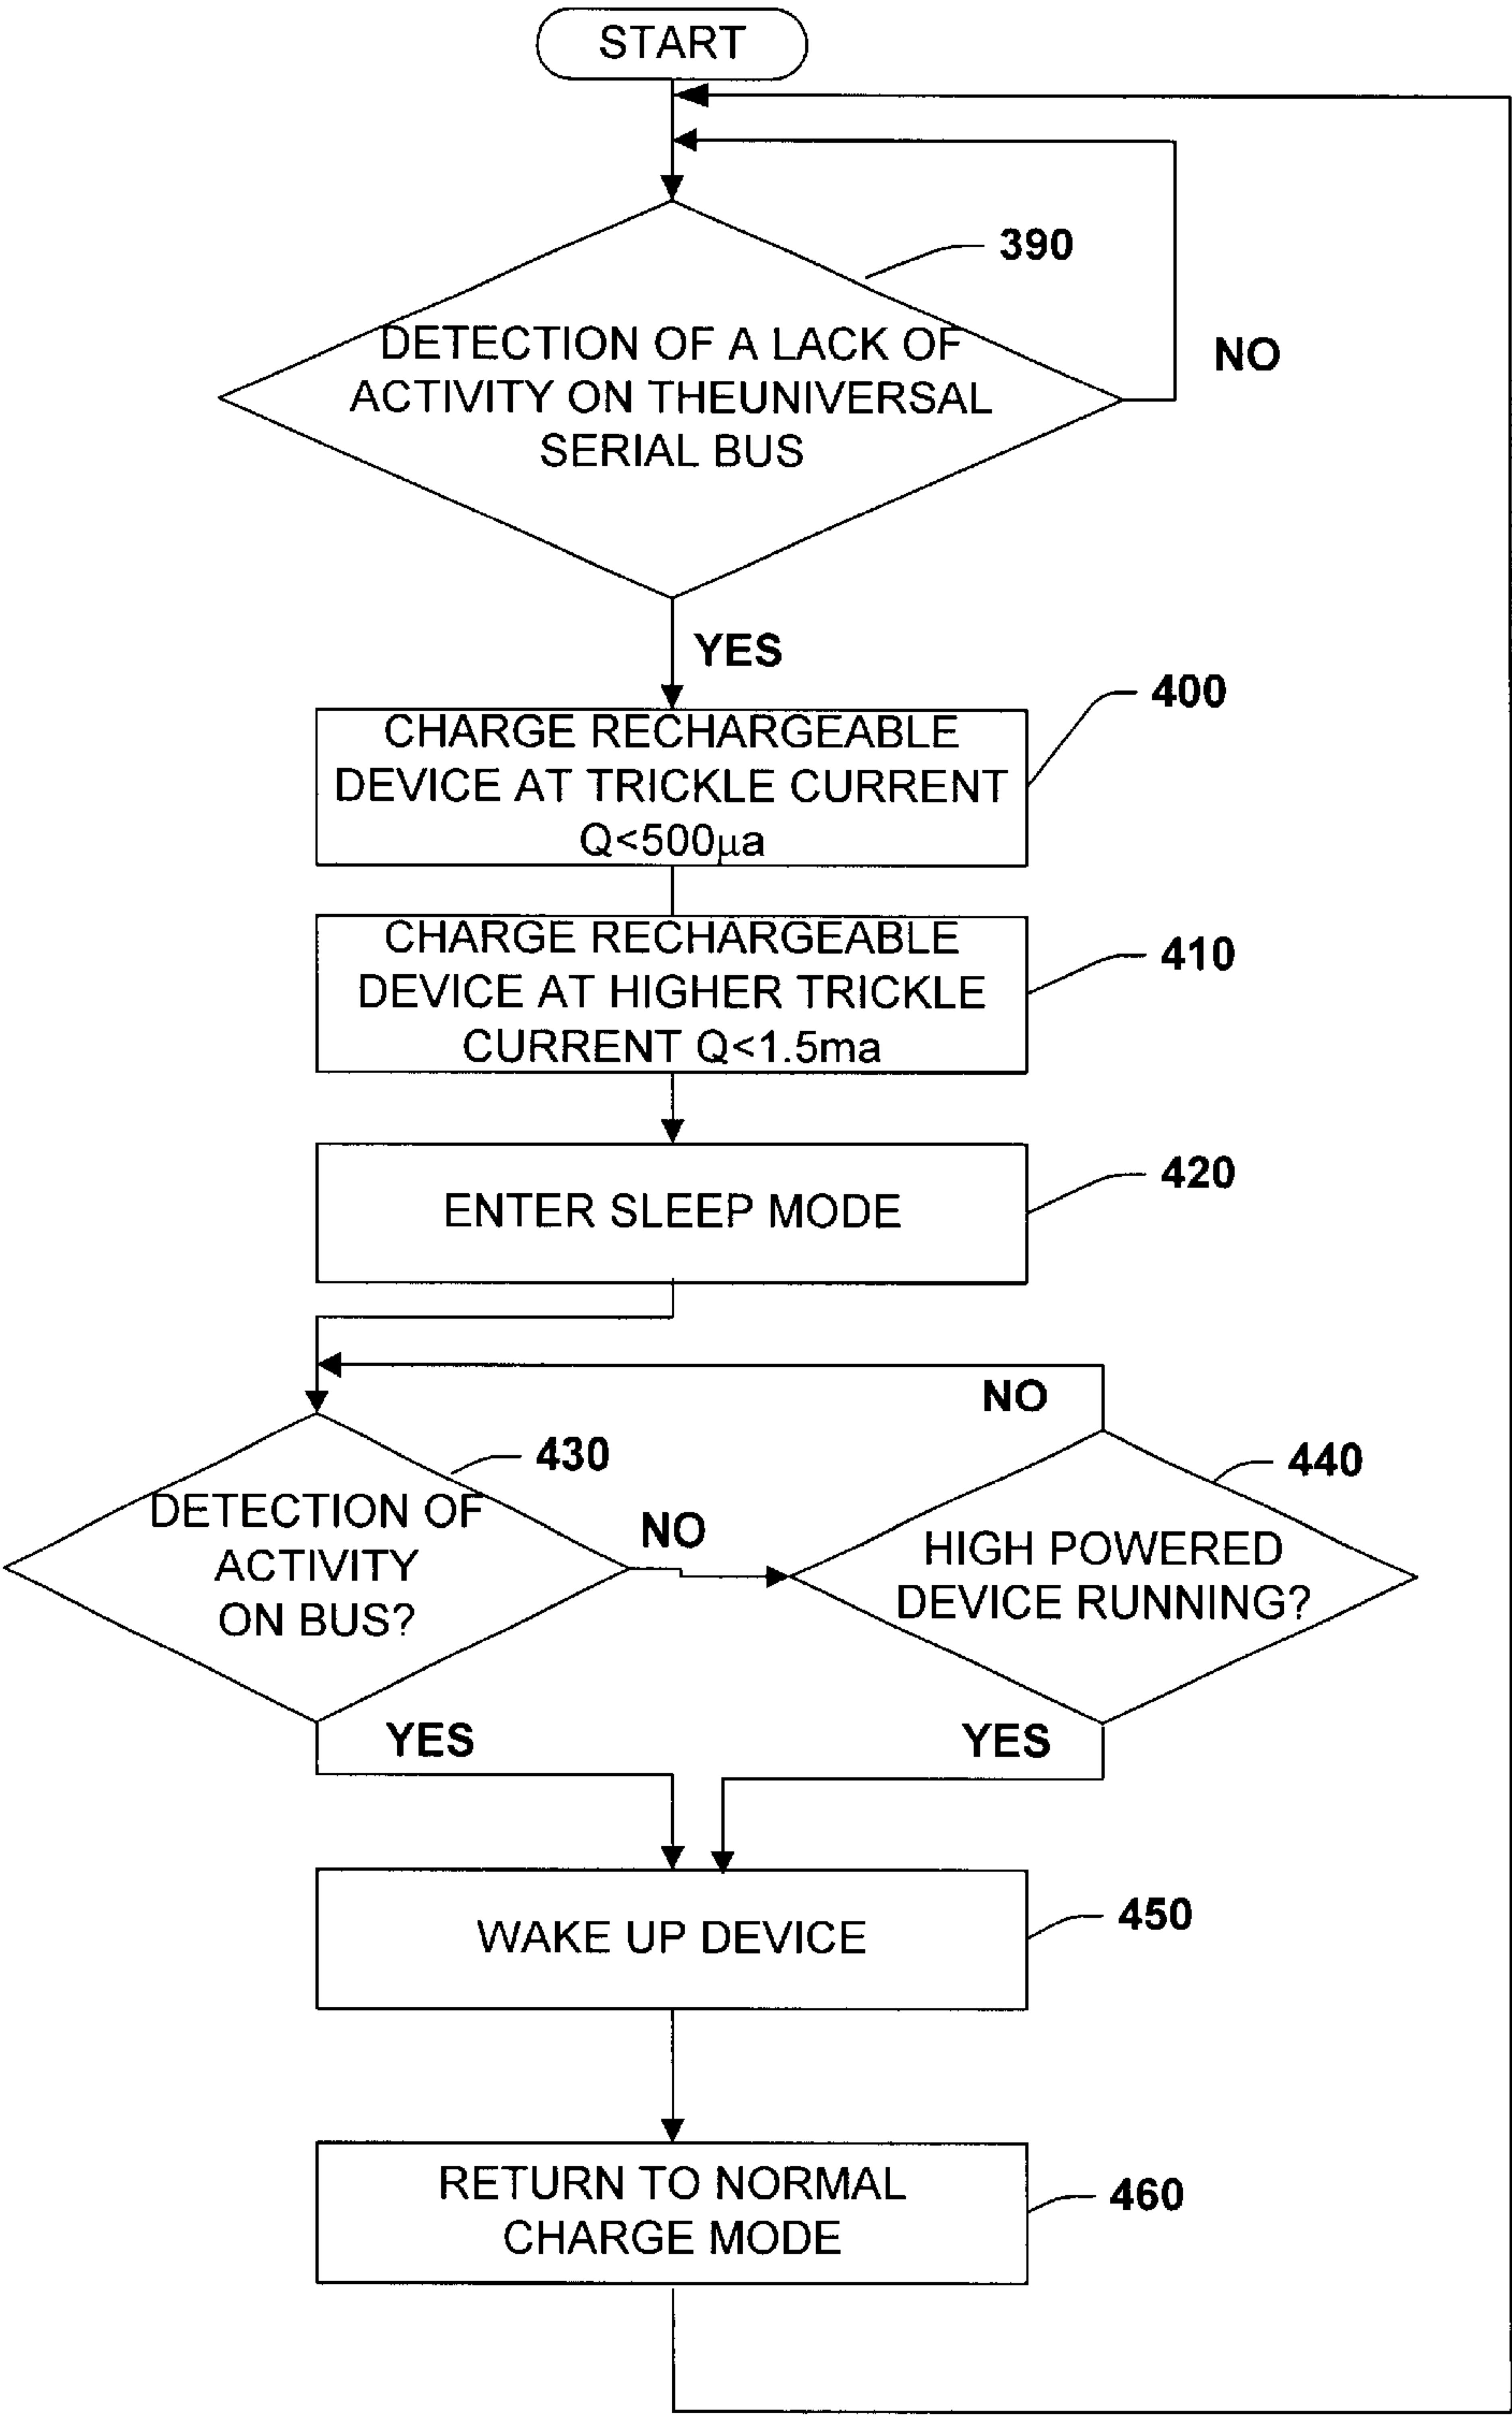 START
390
DETECTION OF A LACK OF
ACTIVITY ON THEUNIVERSAL
SERIAL BUS
NO
YES
400
CHARGE RECHARGEABLE
DEVICE AT TRICKLE CURRENT
Q<500µa
410
CHARGE RECHARGEABLE
DEVICE AT HIGHER TRICKLE
CURRENT Q<1.5ma
420
ENTER SLEEP MODE
NO
430
440
DETECTION OF
ACTIVITY
ON BUS?
NO
HIGH POWERED
DEVICE RUNNING?
YES
YES
450
WAKE UP DEVICE
460
RETURN TO NORMAL
CHARGE MODE